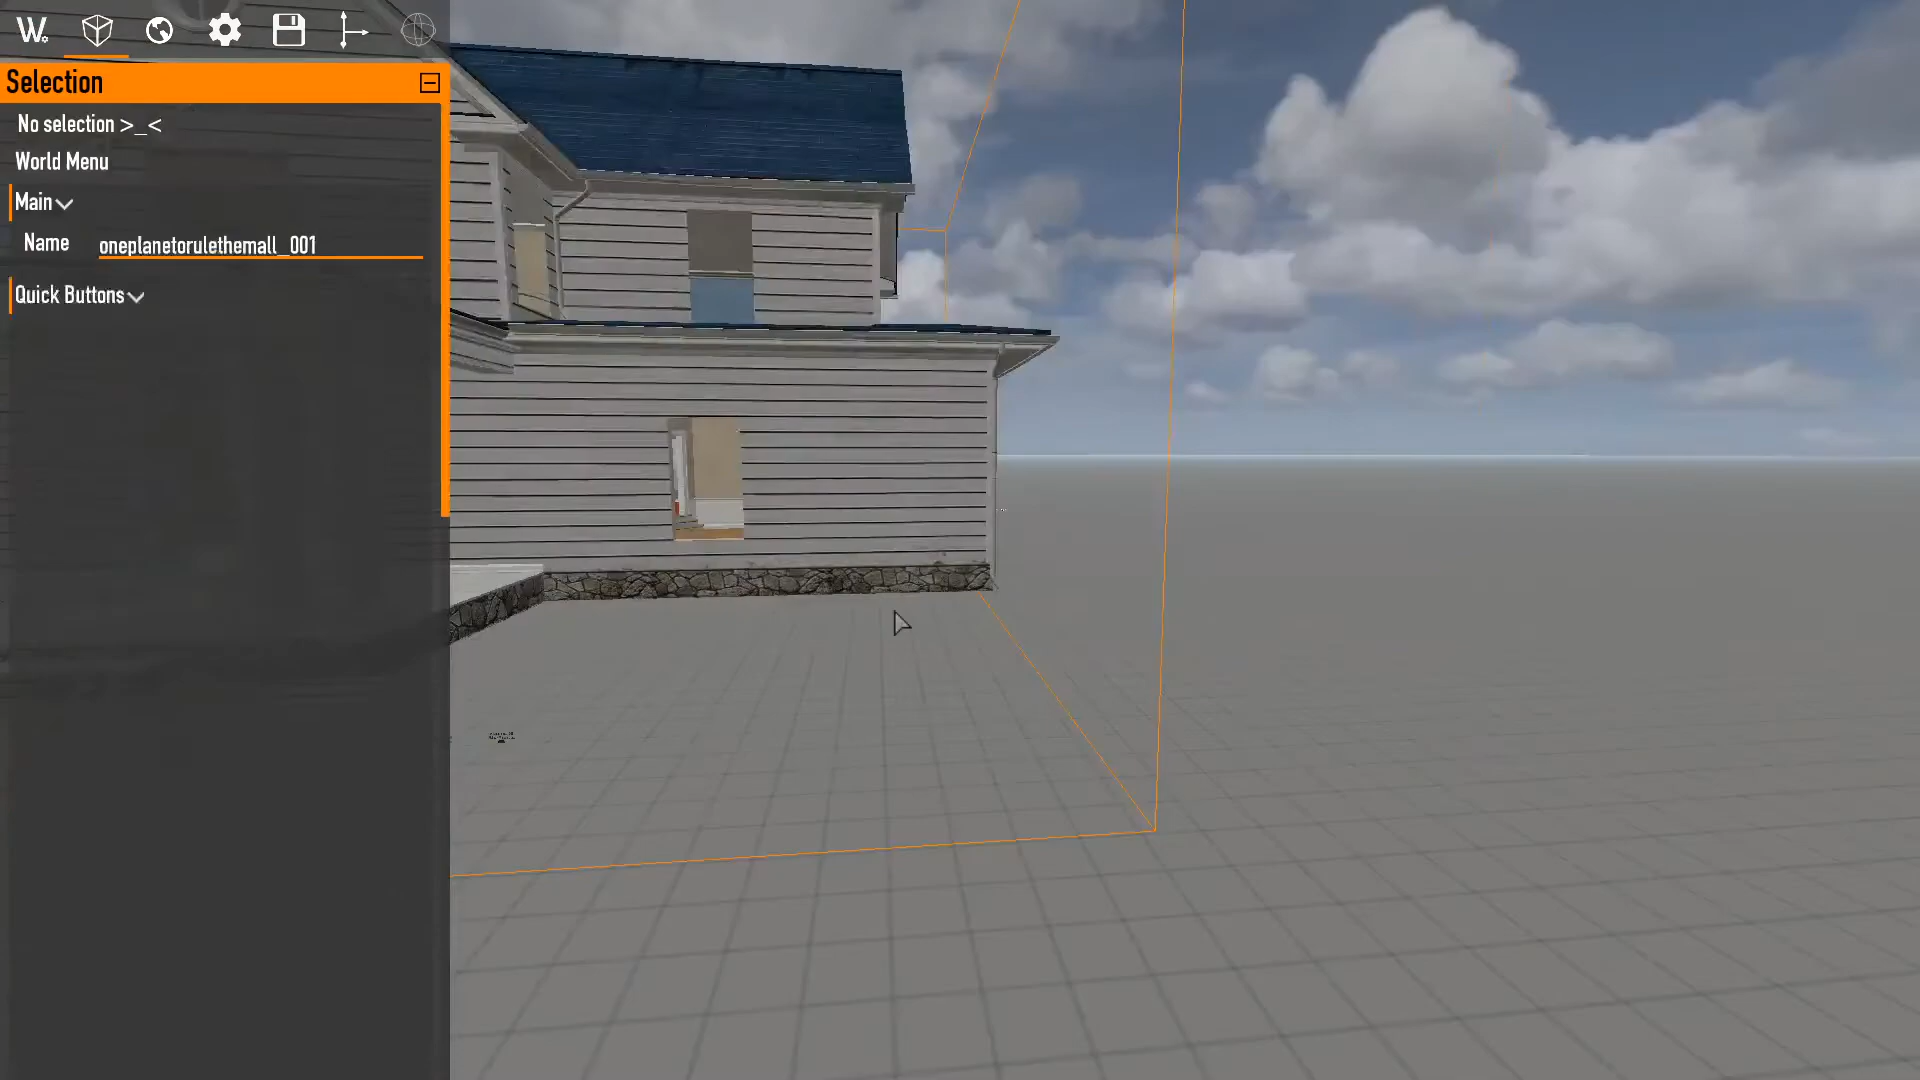 W.
Selection
No selection >_<
World Menu
Main
Name oneplanetorulethemall_001
Quick Buttons